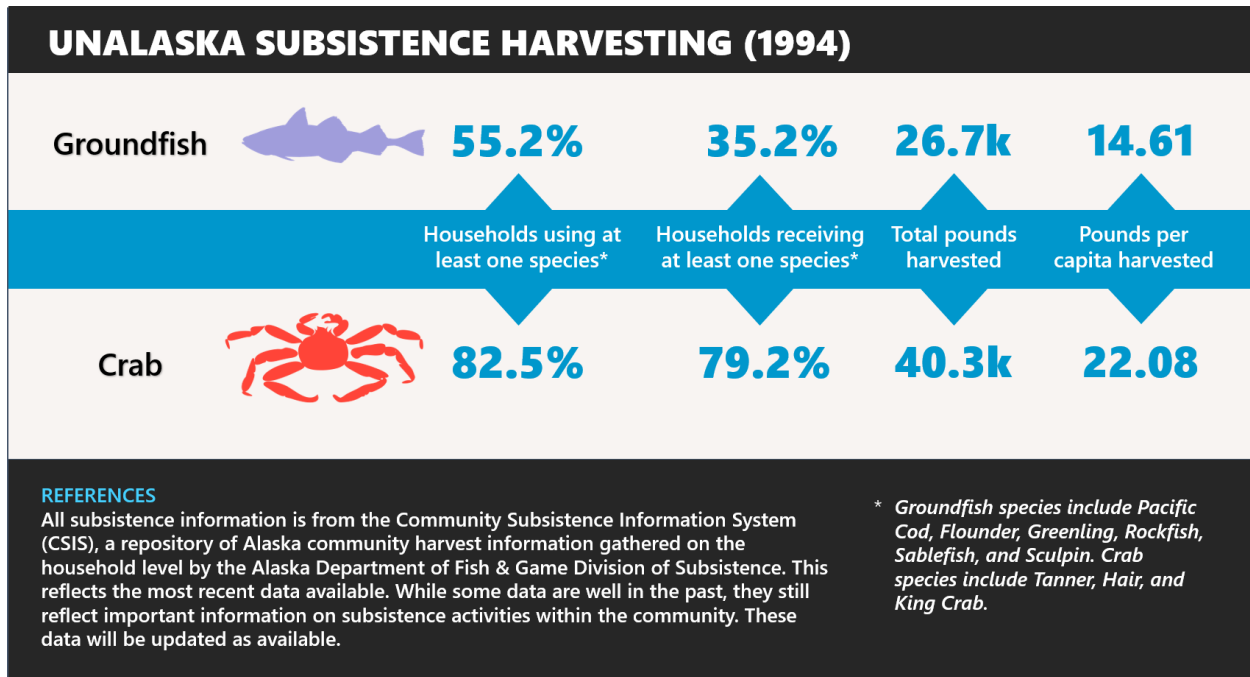 UNALASKA SUBSISTENCE HARVESTING (1994)
Groundfish
55.2%
35.2%
26.7k
14.61
Households using at
least one species*
Households receiving
at least one species*
Total pounds
harvested
Pounds per
capita harvested
Crab
82.5%
79.2%
40.3k
22.08
REFERENCES
All subsistence information is from the Community Subsistence Information System
(CSIS), a repository of Alaska community harvest information gathered on the
household level by the Alaska Department of Fish & Game Division of Subsistence. This
reflects the most recent data available. While some data are well in the past, they still
reflect important information on subsistence activities within the community. These
data will be updated as available.
* Groundfish species include Pacific
Cod, Flounder, Greenling, Rockfish,
Sablefish, and Sculpin. Crab
species include Tanner, Hair, and
King Crab.